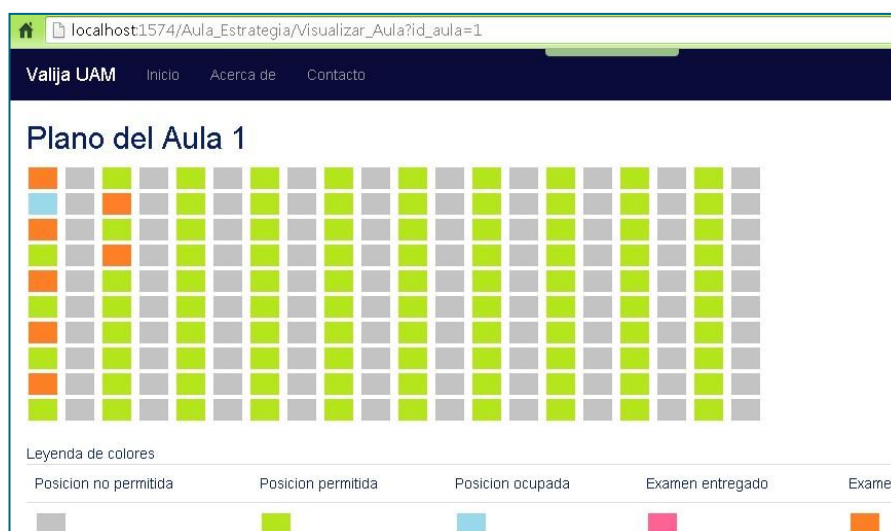 localhost:1574/Aula_Estrategia/Visualizar_Aula?id_aula=1
Valija UAM Inicio Acerca de Contacto
Plano del Aula 1
Leyenda de colores
Posicion no permitida Posicion permitida Posicion ocupada Examen entregado Exame